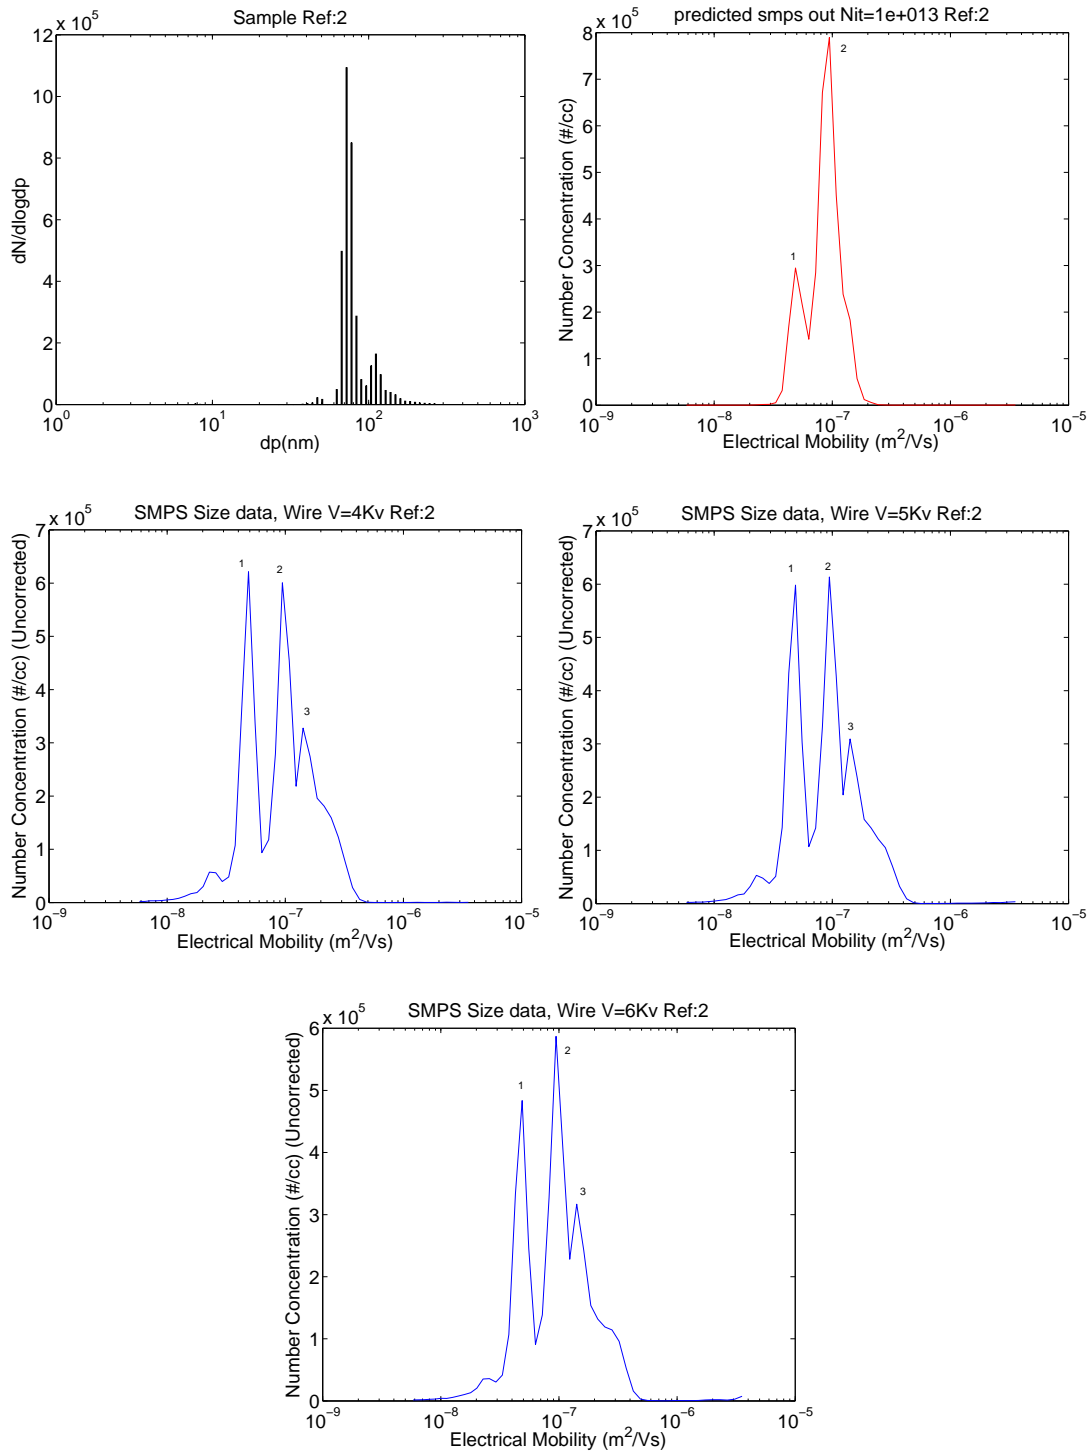 Sample Ref:2
x 10^5
12
10
8
6
4
2
0
dN/dlogdp
10^0 10^1 10^2 10^3
dp(nm)
predicted smps out Nit=1e+013 Ref:2
x 10^5
8
7
6
5
4
3
2
1
0
Number Concentration (#/cc)
1
2
10^-9 10^-8 10^-7 10^-6 10^-5
Electrical Mobility (m^2/Vs)
SMPS Size data, Wire V=4Kv Ref:2
x 10^5
7
6
5
4
3
2
1
0
Number Concentration (#/cc) (Uncorrected)
1
2
3
10^-9 10^-8 10^-7 10^-6 10^-5
Electrical Mobility (m^2/Vs)
SMPS Size data, Wire V=5Kv Ref:2
x 10^5
7
6
5
4
3
2
1
0
Number Concentration (#/cc) (Uncorrected)
1
2
3
10^-9 10^-8 10^-7 10^-6 10^-5
Electrical Mobility (m^2/Vs)
SMPS Size data, Wire V=6Kv Ref:2
x 10^5
6
5
4
3
2
1
0
Number Concentration (#/cc) (Uncorrected)
1
2
3
10^-9 10^-8 10^-7 10^-6 10^-5
Electrical Mobility (m^2/Vs)